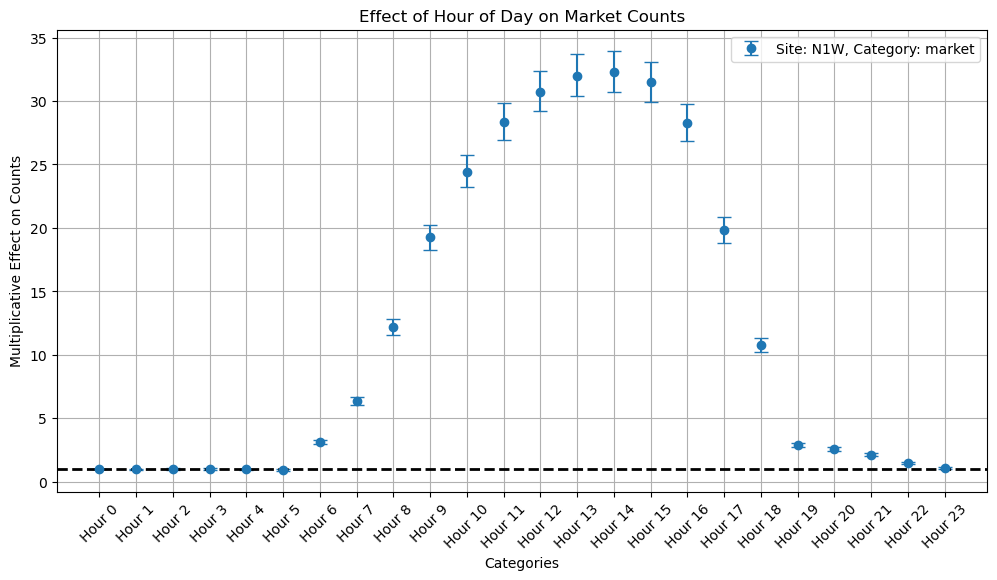 Effect of Hour of Day on Market Counts
Site: N1W, Category: market
Multiplicative Effect on Counts
35
30
25
20
15
10
5
0
Hour 0
Hour 1
Hour 2
Hour 3
Hour 4
Hour 5
Hour 6
Hour 7
Hour 8
Hour 9
Hour 10
Hour 11
Hour 12
Hour 13
Hour 14
Hour 15
Hour 16
Hour 17
Hour 18
Hour 19
Hour 20
Hour 21
Hour 22
Hour 23
Categories